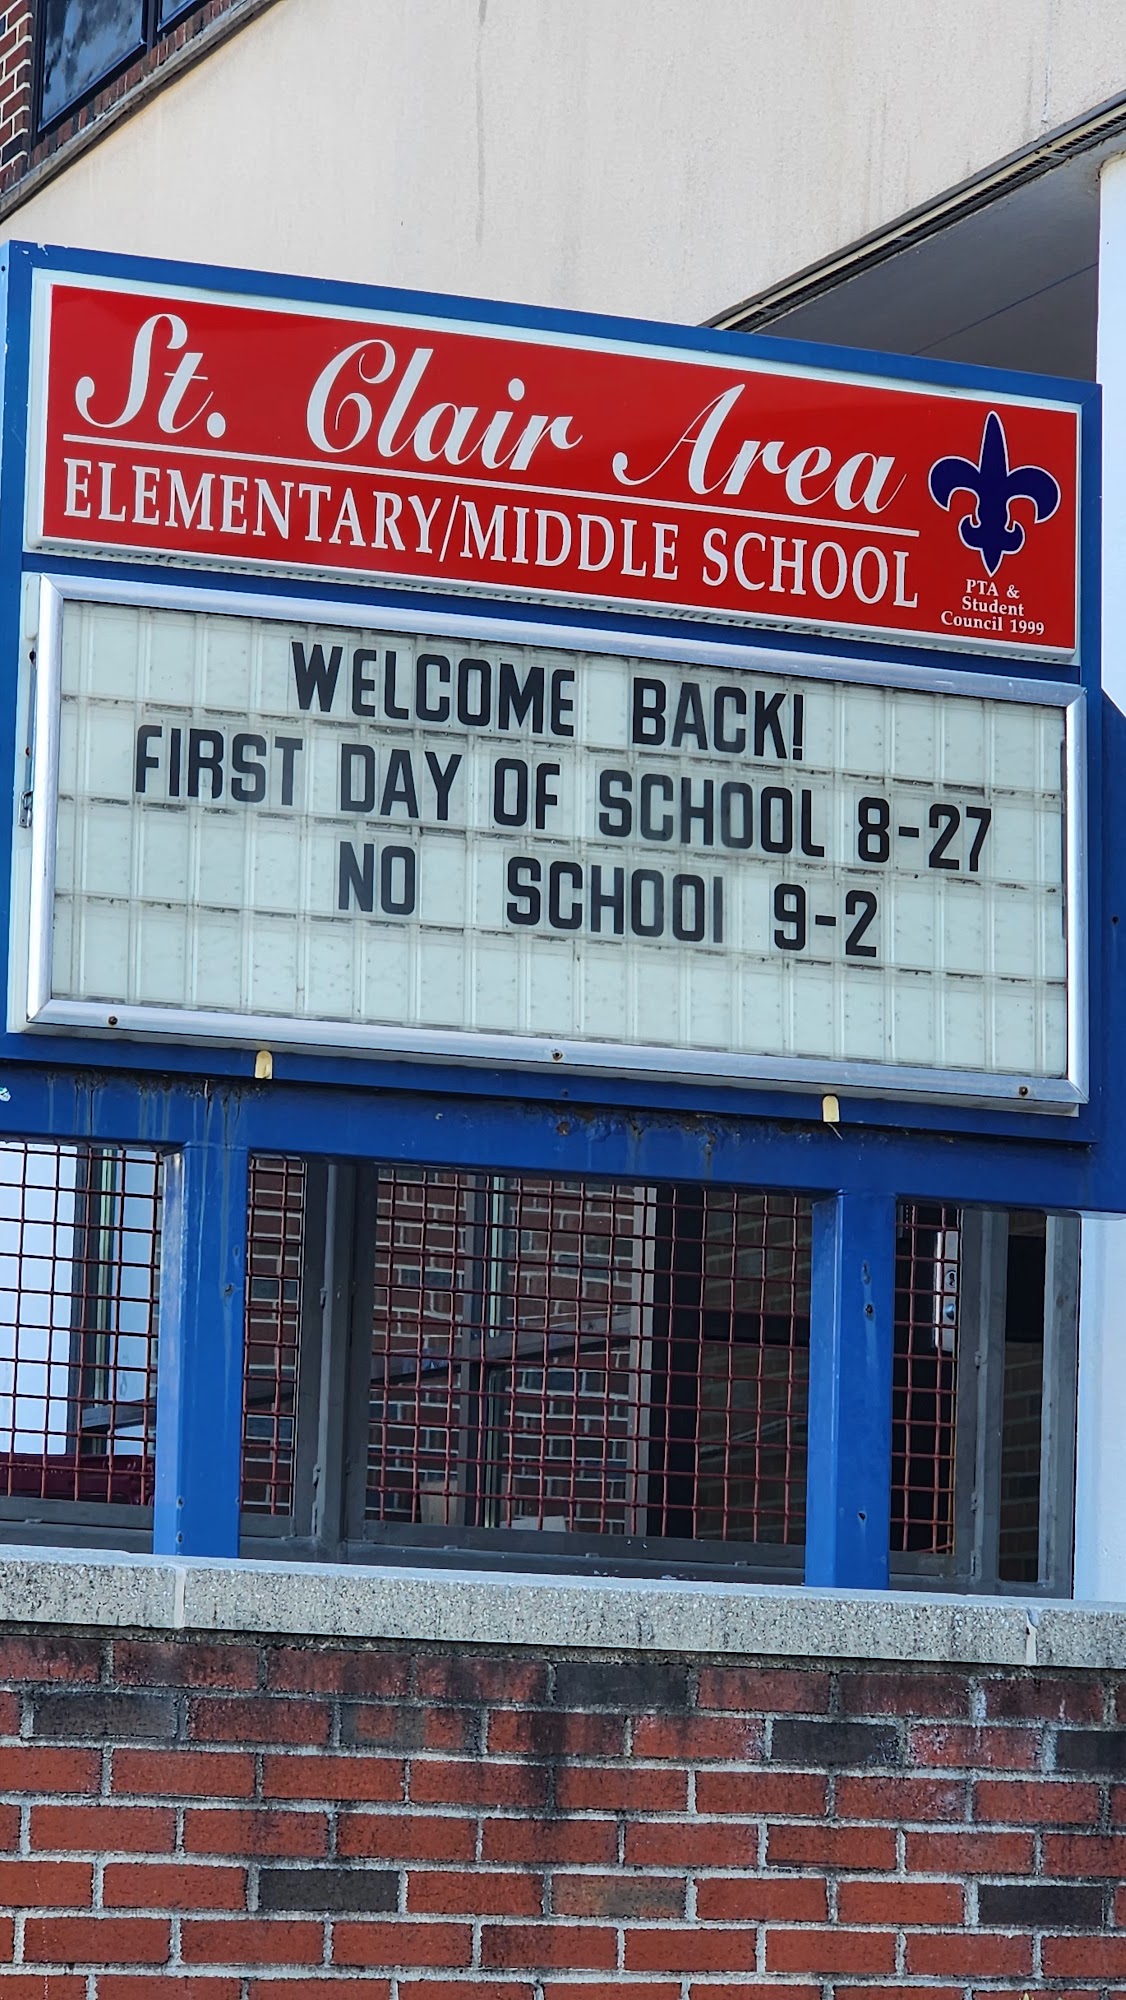 St. Clair Area
ELEMENTARY/MIDDLE SCHOOL
PTA &
Student
Council 1999
WELCOME BACK!
FIRST DAY OF SCHOOL 8-27
NO SCHOOl 9-2